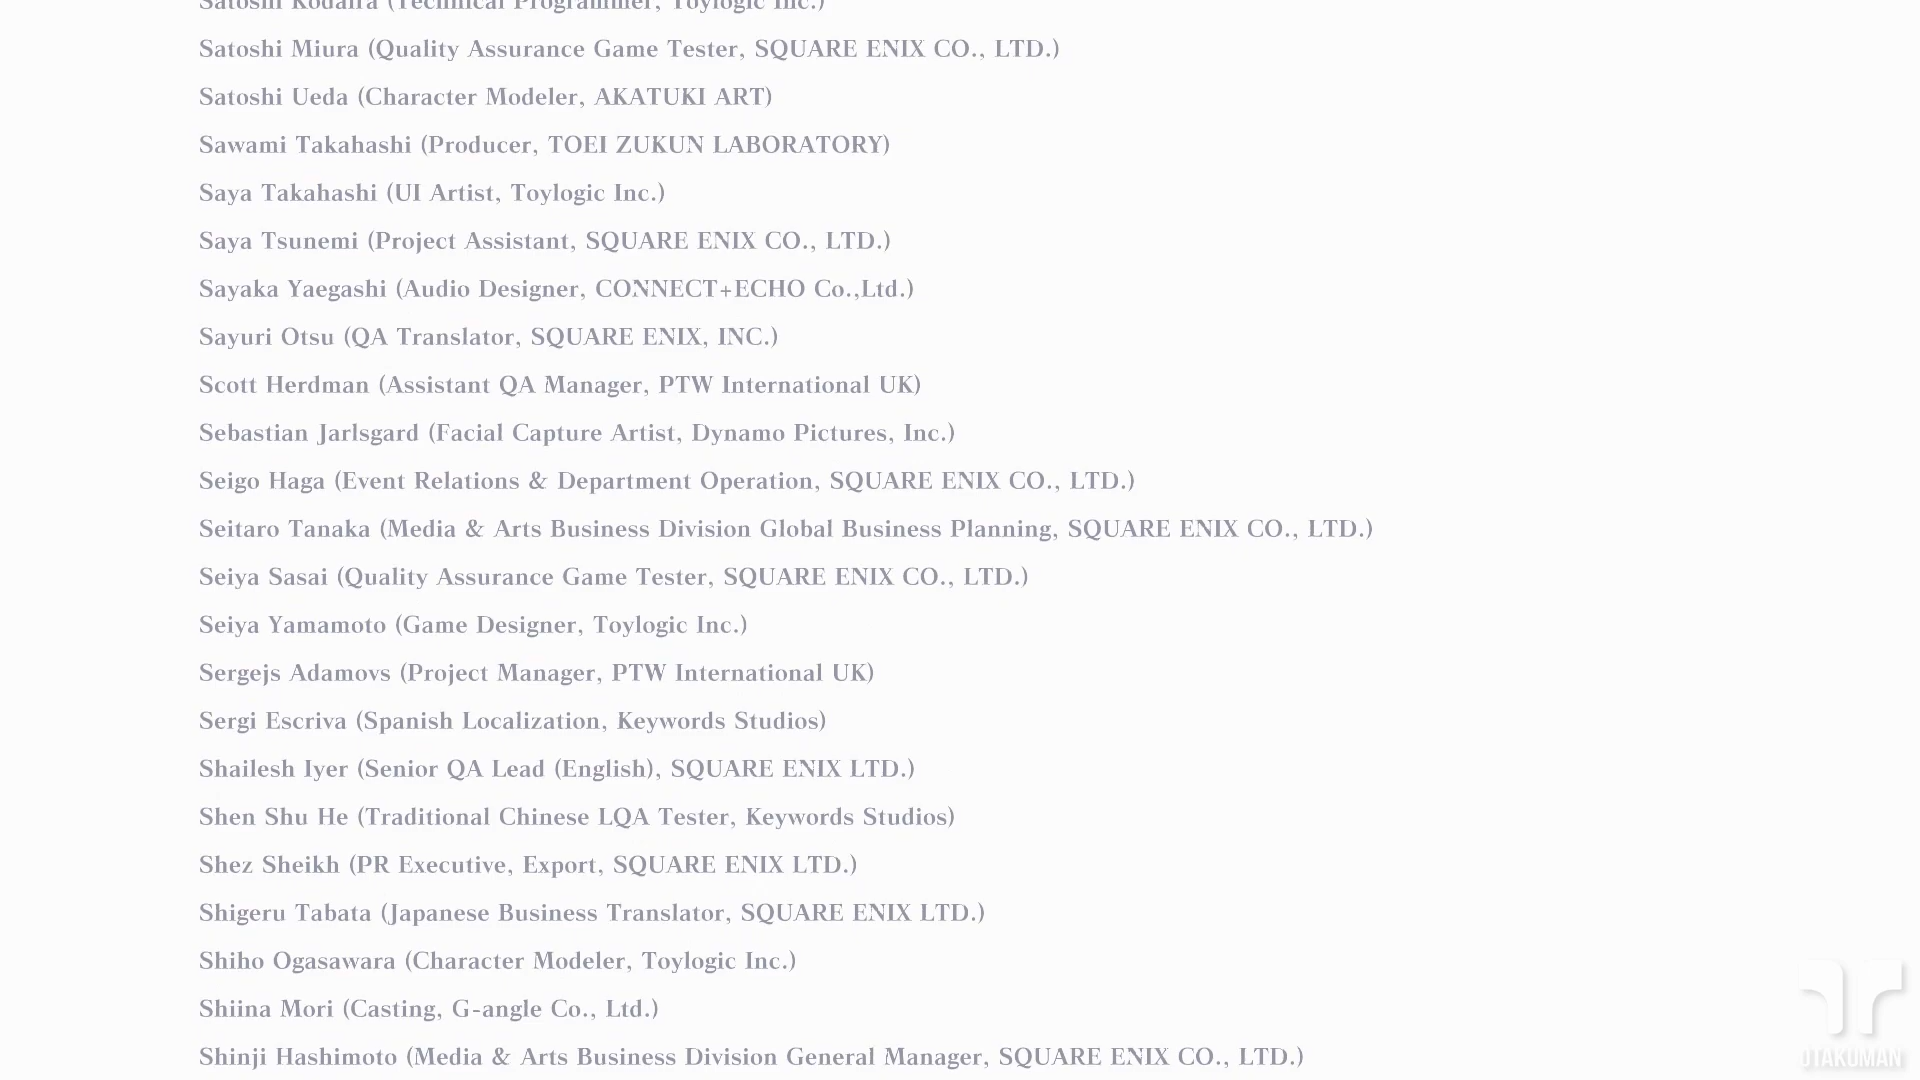 Satoshi Kodaira (Technical Programmer, Toylogic Inc.)
Satoshi Miura (Quality Assurance Game Tester, SQUARE ENIX CO., LTD.)
Satoshi Ueda (Character Modeler, AKATUKI ART)
Sawami Takahashi (Producer, TOEI ZUKUN LABORATORY)
Saya Takahashi (UI Artist, Toylogic Inc.)
Saya Tsunemi (Project Assistant, SQUARE ENIX CO., LTD.)
Sayaka Yaegashi (Audio Designer, CONNECT+ECHO Co.,Ltd.)
Sayuri Otsu (QA Translator, SQUARE ENIX, INC.)
Scott Herdman (Assistant QA Manager, PTW International UK)
Sebastian Jarlsgard (Facial Capture Artist, Dynamo Pictures, Inc.)
Seigo Haga (Event Relations & Department Operation, SQUARE ENIX CO., LTD.)
Seitaro Tanaka (Media & Arts Business Division Global Business Planning, SQUARE ENIX CO., LTD.)
Seiya Sasai (Quality Assurance Game Tester, SQUARE ENIX CO., LTD.)
Seiya Yamamoto (Game Designer, Toylogic Inc.)
Sergejs Adamovs (Project Manager, PTW International UK)
Sergi Escriva (Spanish Localization, Keywords Studios)
Shailesh Iyer (Senior QA Lead (English), SQUARE ENIX LTD.)
Shen Shu He (Traditional Chinese LQA Tester, Keywords Studios)
Shez Sheikh (PR Executive, Export, SQUARE ENIX LTD.)
Shigeru Tabata (Japanese Business Translator, SQUARE ENIX LTD.)
Shiho Ogasawara (Character Modeler, Toylogic Inc.)
Shiina Mori (Casting, G-angle Co., Ltd.)
Shinji Hashimoto (Media & Arts Business Division General Manager, SQUARE ENIX CO., LTD.)
OTAKUMAN